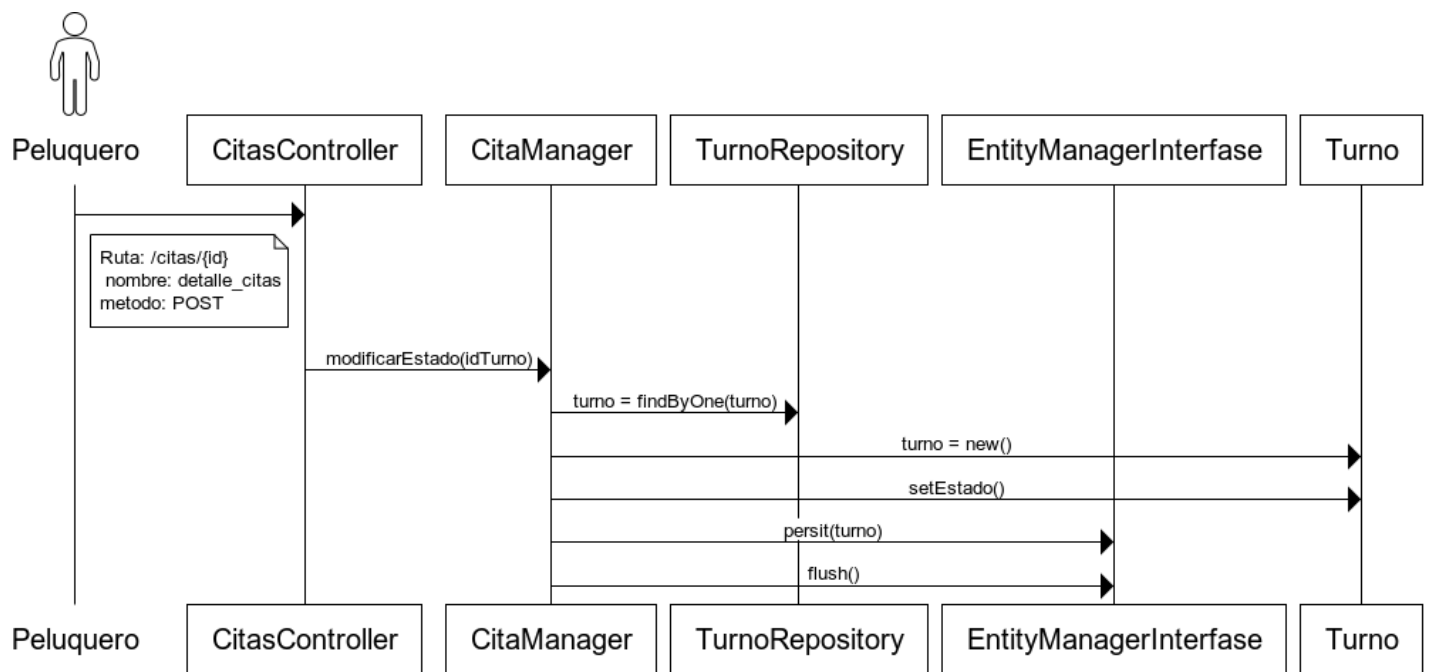 Peluquero
CitasController
CitaManager
TurnoRepository
EntityManagerInterfase
Turno
Ruta: /citas/{id}
nombre: detalle_citas
metodo: POST
modificarEstado(idTurno)
turno = findByOne(turno)
turno = new()
setEstado()
persit(turno)
flush()
Peluquero
CitasController
CitaManager
TurnoRepository
EntityManagerInterfase
Turno